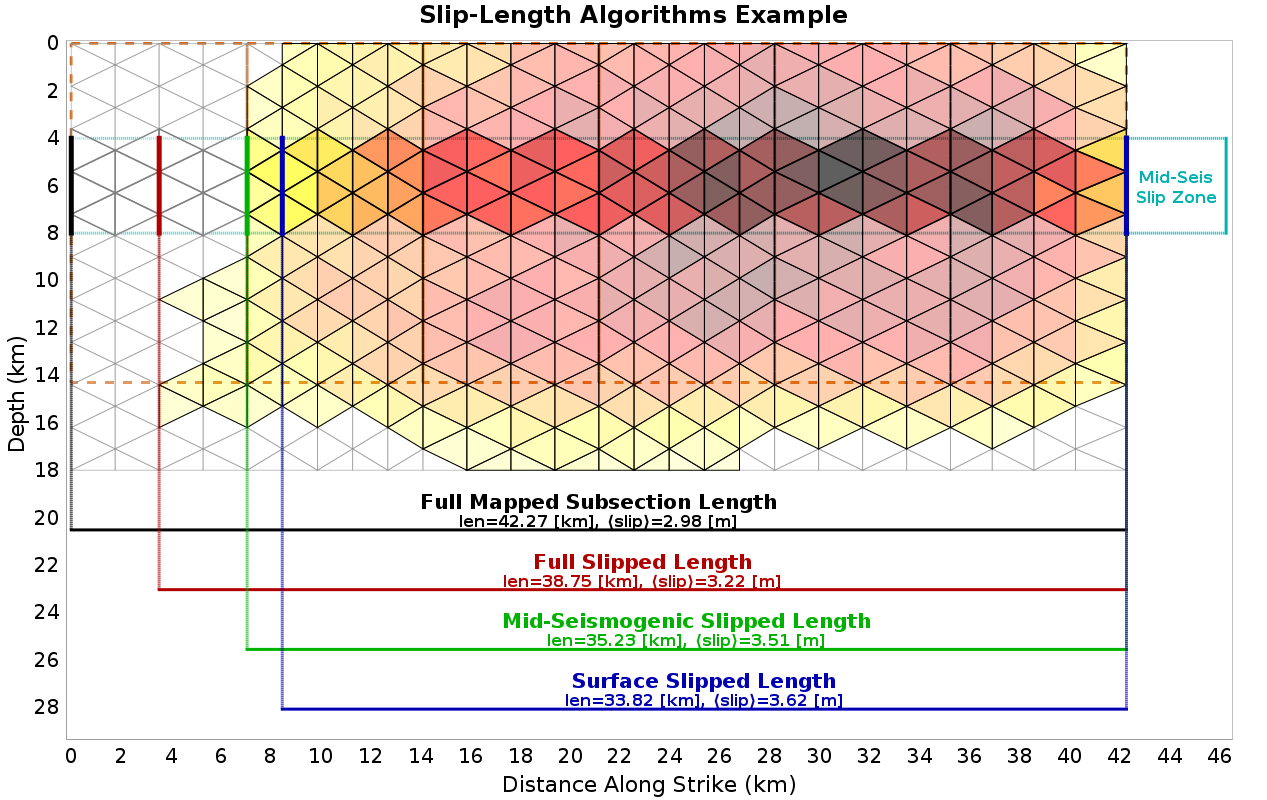 Slip-Length Algorithms Example
0
2
4
6
8
10
12
14
16
18
20
22
24
26
28
Depth (km)
Mid-Seis
Slip Zone
Full Mapped Subsection Length
len=42.27 [km], ⟨slip⟩=2.98 [m]
Full Slipped Length
len=38.75 [km], ⟨slip⟩=3.22 [m]
Mid-Seismogenic Slipped Length
len=35.23 [km], ⟨slip⟩=3.51 [m]
Surface Slipped Length
len=33.82 [km], ⟨slip⟩=3.62 [m]
0 2 4 6 8 10 12 14 16 18 20 22 24 26 28 30 32 34 36 38 40 42 44 46
Distance Along Strike (km)